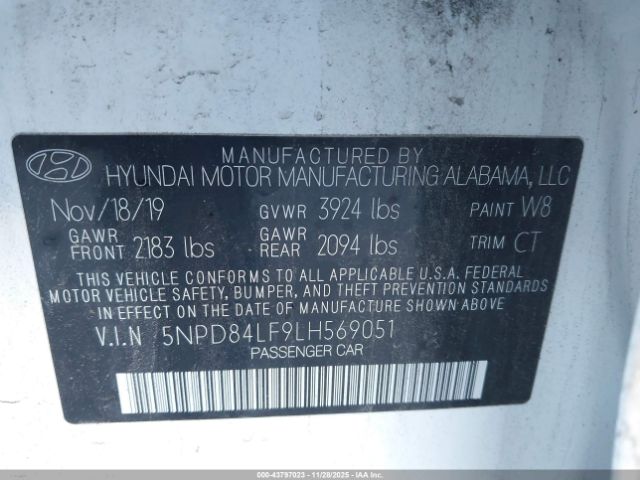 MANUFACTURED BY
HYUNDAI MOTOR MANUFACTURING ALABAMA, LLC
Nov/18/19 GVWR 3924 lbs PAINT W8
GAWR FRONT 2183 lbs GAWR REAR 2094 lbs TRIM CT
THIS VEHICLE CONFORMS TO ALL APPLICABLE U.S.A. FEDERAL
MOTOR VEHICLE SAFETY, BUMPER, AND THEFT PREVENTION STANDARDS
IN EFFECT ON THE DATE OF MANUFACTURE SHOWN ABOVE.
V.I.N 5NPD84LF9LH569051
PASSENGER CAR
000-43797023 | 11/28/2025 - IAAI.com